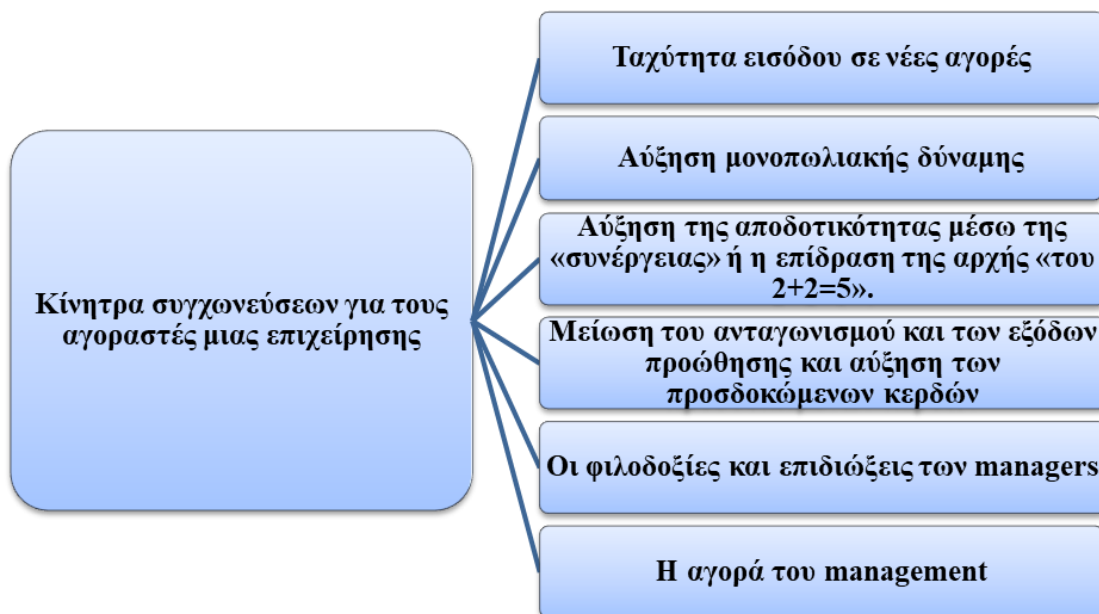 Ταχύτητα εισόδου σε νέες αγορές
Αύξηση μονοπωλιακής δύναμης
Αύξηση της αποδοτικότητας μέσω της
«συνέργειας» ή η επίδραση της αρχής «του
2+2=5».
Κίνητρα συγχωνεύσεων για τους
αγοραστές μιας επιχείρησης
Μείωση του ανταγωνισμού και των εξόδων
προώθησης και αύξηση των
προσδοκώμενων κερδών
Οι φιλοδοξίες και επιδιώξεις των managers
Η αγορά του management